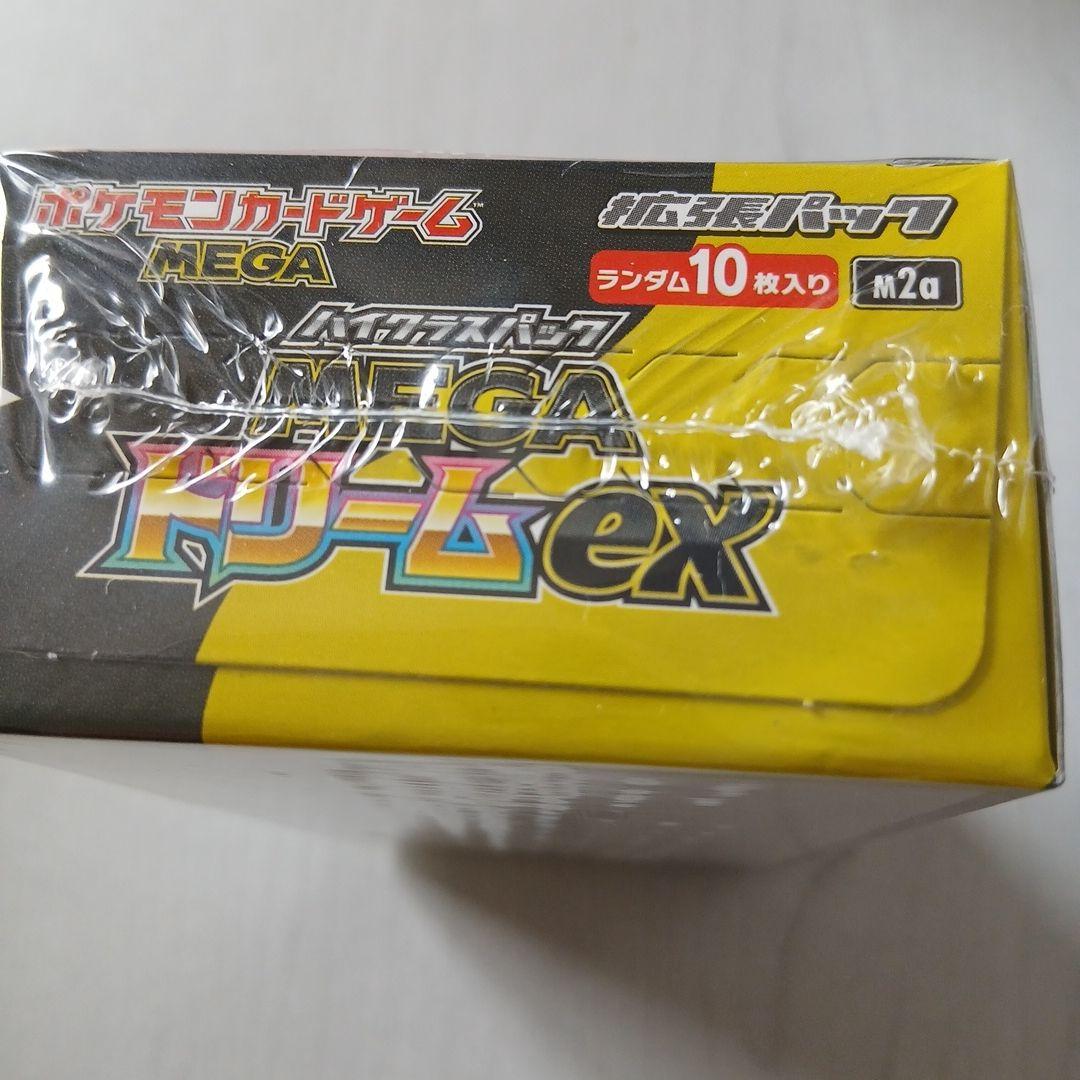 ポケモンカードゲーム™
MEGA
拡張パック
ランダム10枚入り
M2a
ハイクラスパック
MEGA
ドリームex